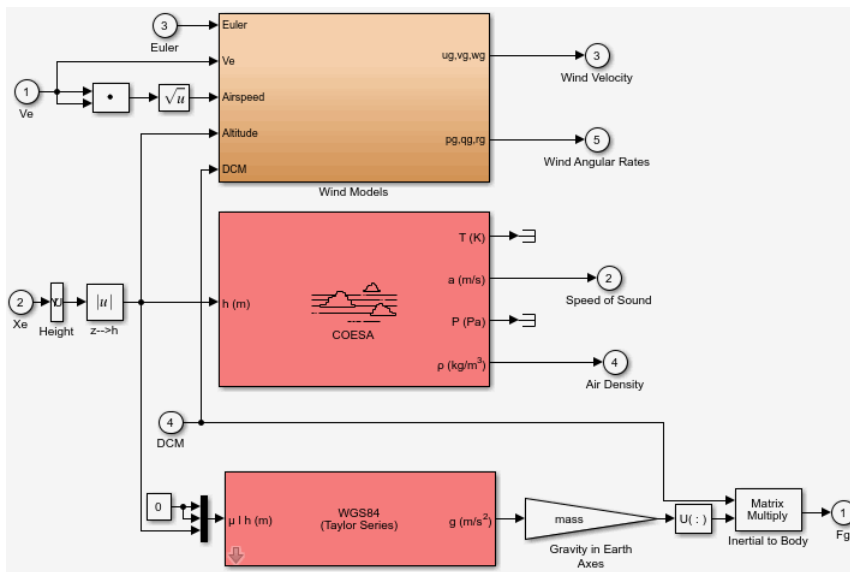 3
Euler
Euler
ug,vg,wg
3
Wind Velocity
Ve
1
Ve
√u
Airspeed
Altitude
pg,qg,rg
5
Wind Angular Rates
DCM
Wind Models
T (K)
2
Xe
Height
|u|
z-->h
h (m)
COESA
a (m/s)
2
Speed of Sound
P (Pa)
ρ (kg/m³)
4
Air Density
4
DCM
0
μ l h (m)
WGS84
(Taylor Series)
g (m/s²)
mass
Gravity in Earth
Axes
U( : )
Matrix
Multiply
Inertial to Body
1
Fg